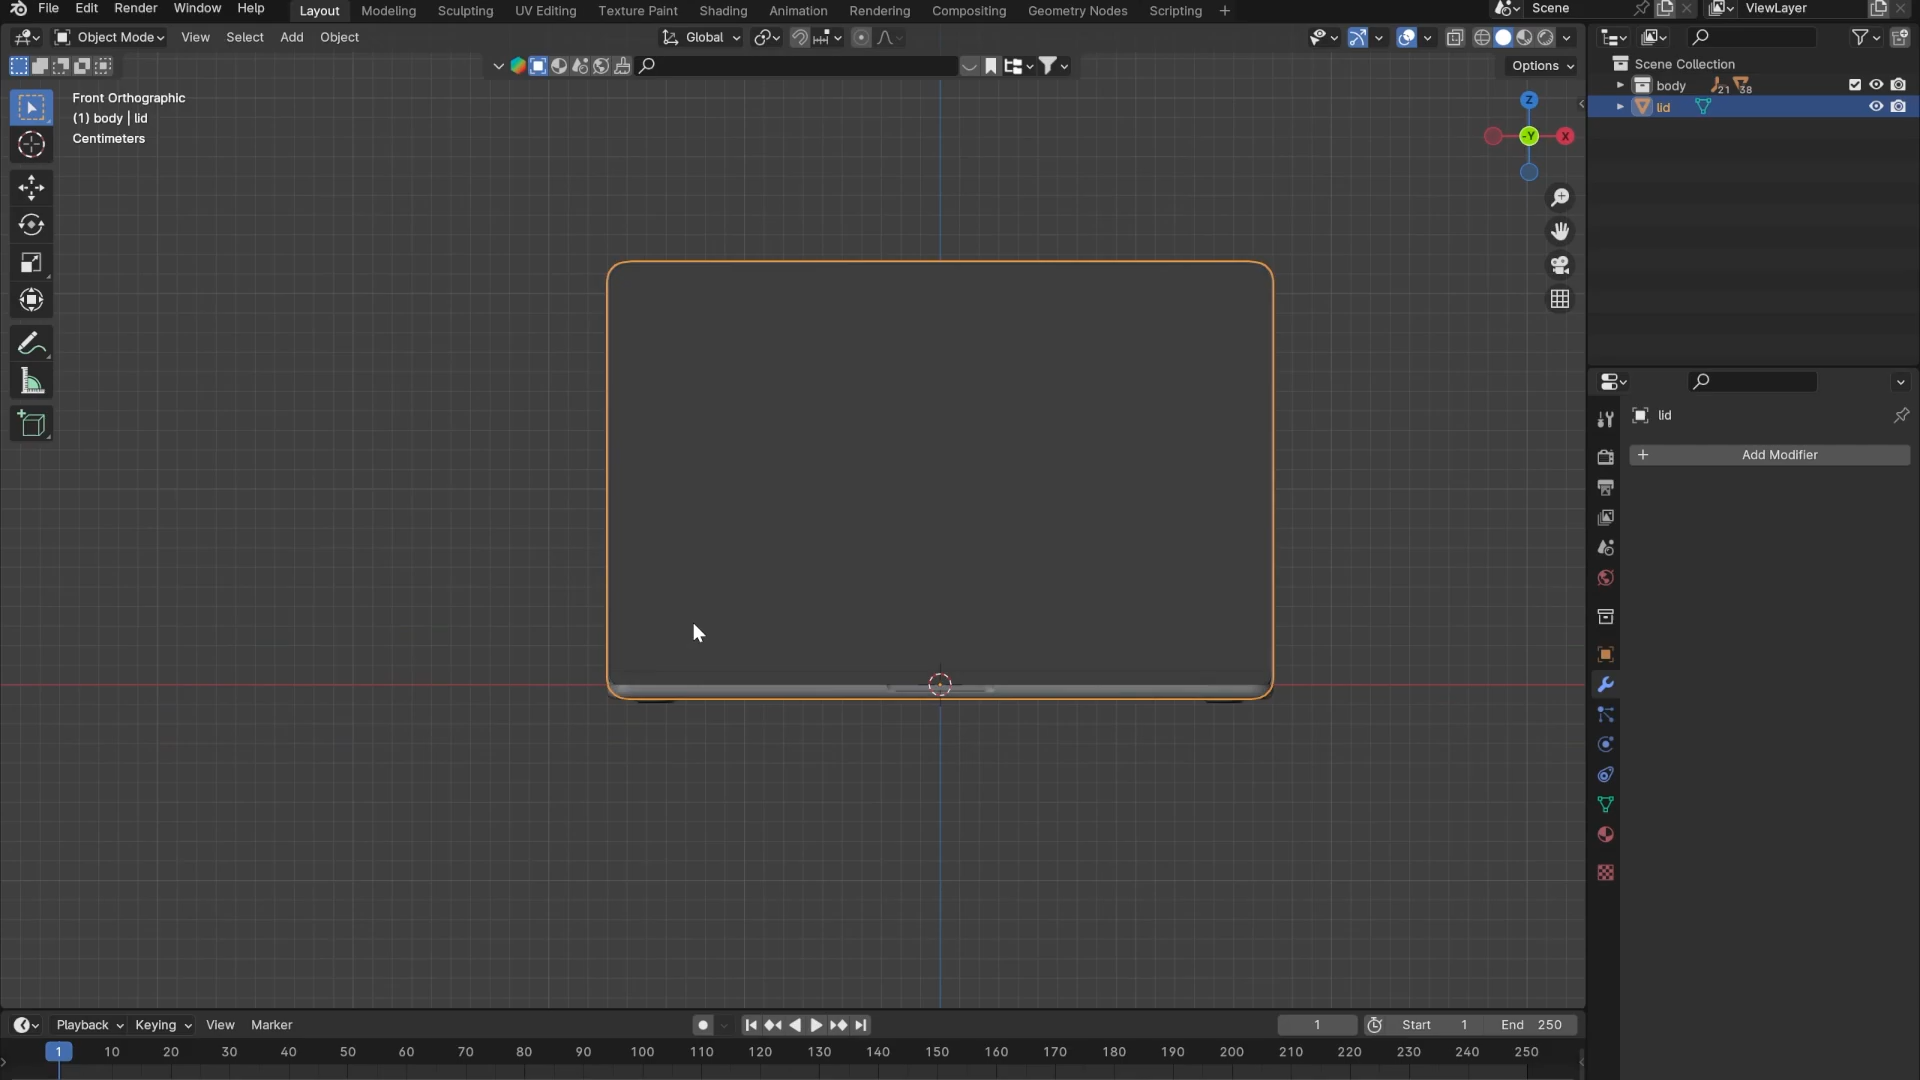 File Edit Render Window Help Layout Modeling Sculpting UV Editing Texture Paint Shading Animation Rendering Compositing Geometry Nodes Scripting + Scene ViewLayer
Object Mode View Select Add Object Global
Options
Scene Collection
body 21 38
lid
Front Orthographic
(1) body | lid
Centimeters
Z
-Y X
lid
+ Add Modifier
Playback Keying View Marker 1 Start 1 End 250
1 10 20 30 40 50 60 70 80 90 100 110 120 130 140 150 160 170 180 190 200 210 220 230 240 250